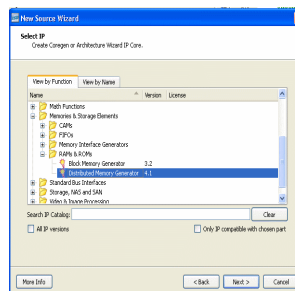 New Source Wizard
Select IP
Create Coregen or Architecture Wizard IP Core.
View by Function View by Name
Name Version License
Math Functions
Memories & Storage Elements
CAMs
FIFOs
Memory Interface Generators
RAMs & ROMs
Block Memory Generator 3.2
Distributed Memory Generator 4.1
Standard Bus Interfaces
Storage, NAS and SAN
Video & Image Processing
Search IP Catalog: Clear
All IP versions Only IP compatible with chosen part
More Info < Back Next > Cancel